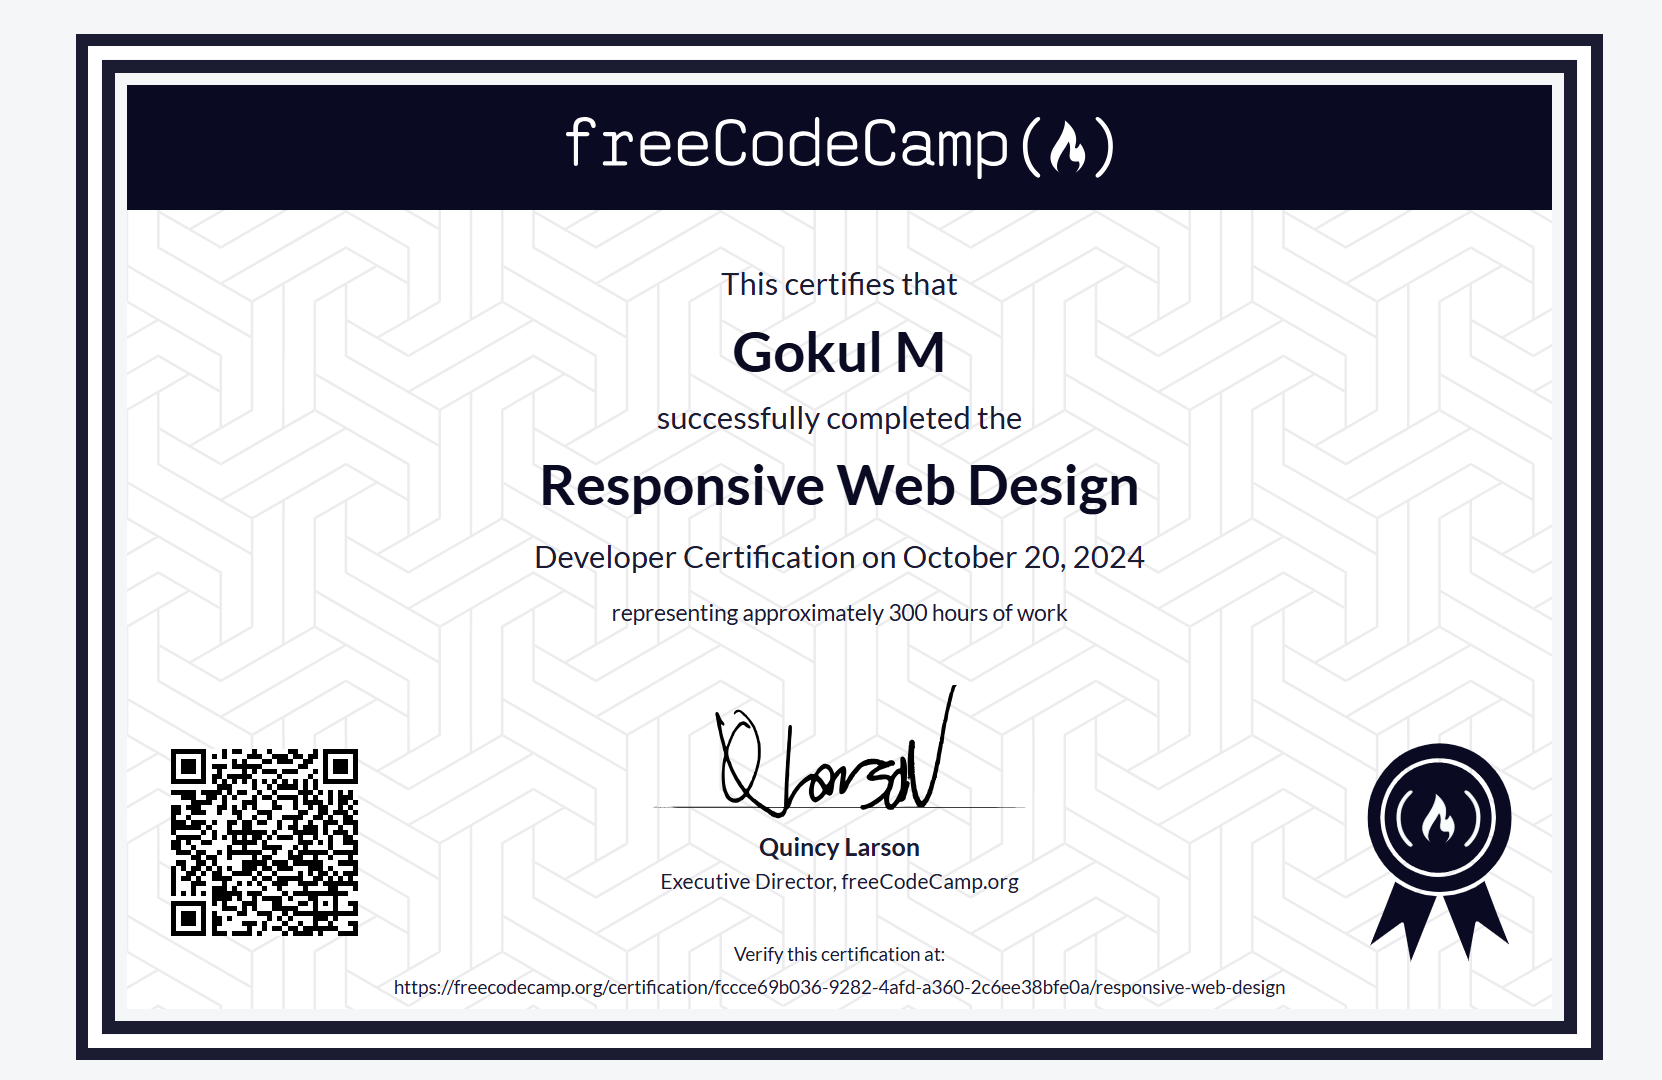 freeCodeCamp
This certifies that
Gokul M
successfully completed the
Responsive Web Design
Developer Certification on October 20, 2024
representing approximately 300 hours of work
Q Larson
Quincy Larson
Executive Director, freeCodeCamp.org
Verify this certification at:
https://freecodecamp.org/certification/fccce69b036-9282-4afd-a360-2c6ee38bfe0a/responsive-web-design